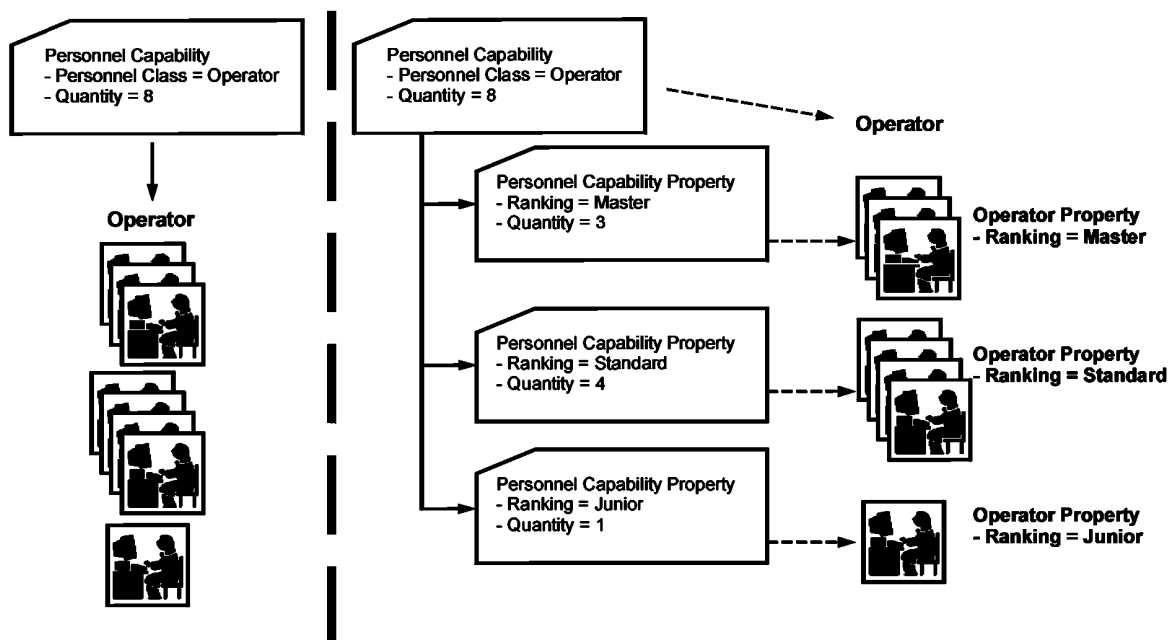 Personnel Capability
- Personnel Class = Operator
- Quantity = 8
Operator
Personnel Capability
- Personnel Class = Operator
- Quantity = 8
Operator
Personnel Capability Property
- Ranking = Master
- Quantity = 3
Operator Property
- Ranking = Master
Personnel Capability Property
- Ranking = Standard
- Quantity = 4
Operator Property
- Ranking = Standard
Personnel Capability Property
- Ranking = Junior
- Quantity = 1
Operator Property
- Ranking = Junior